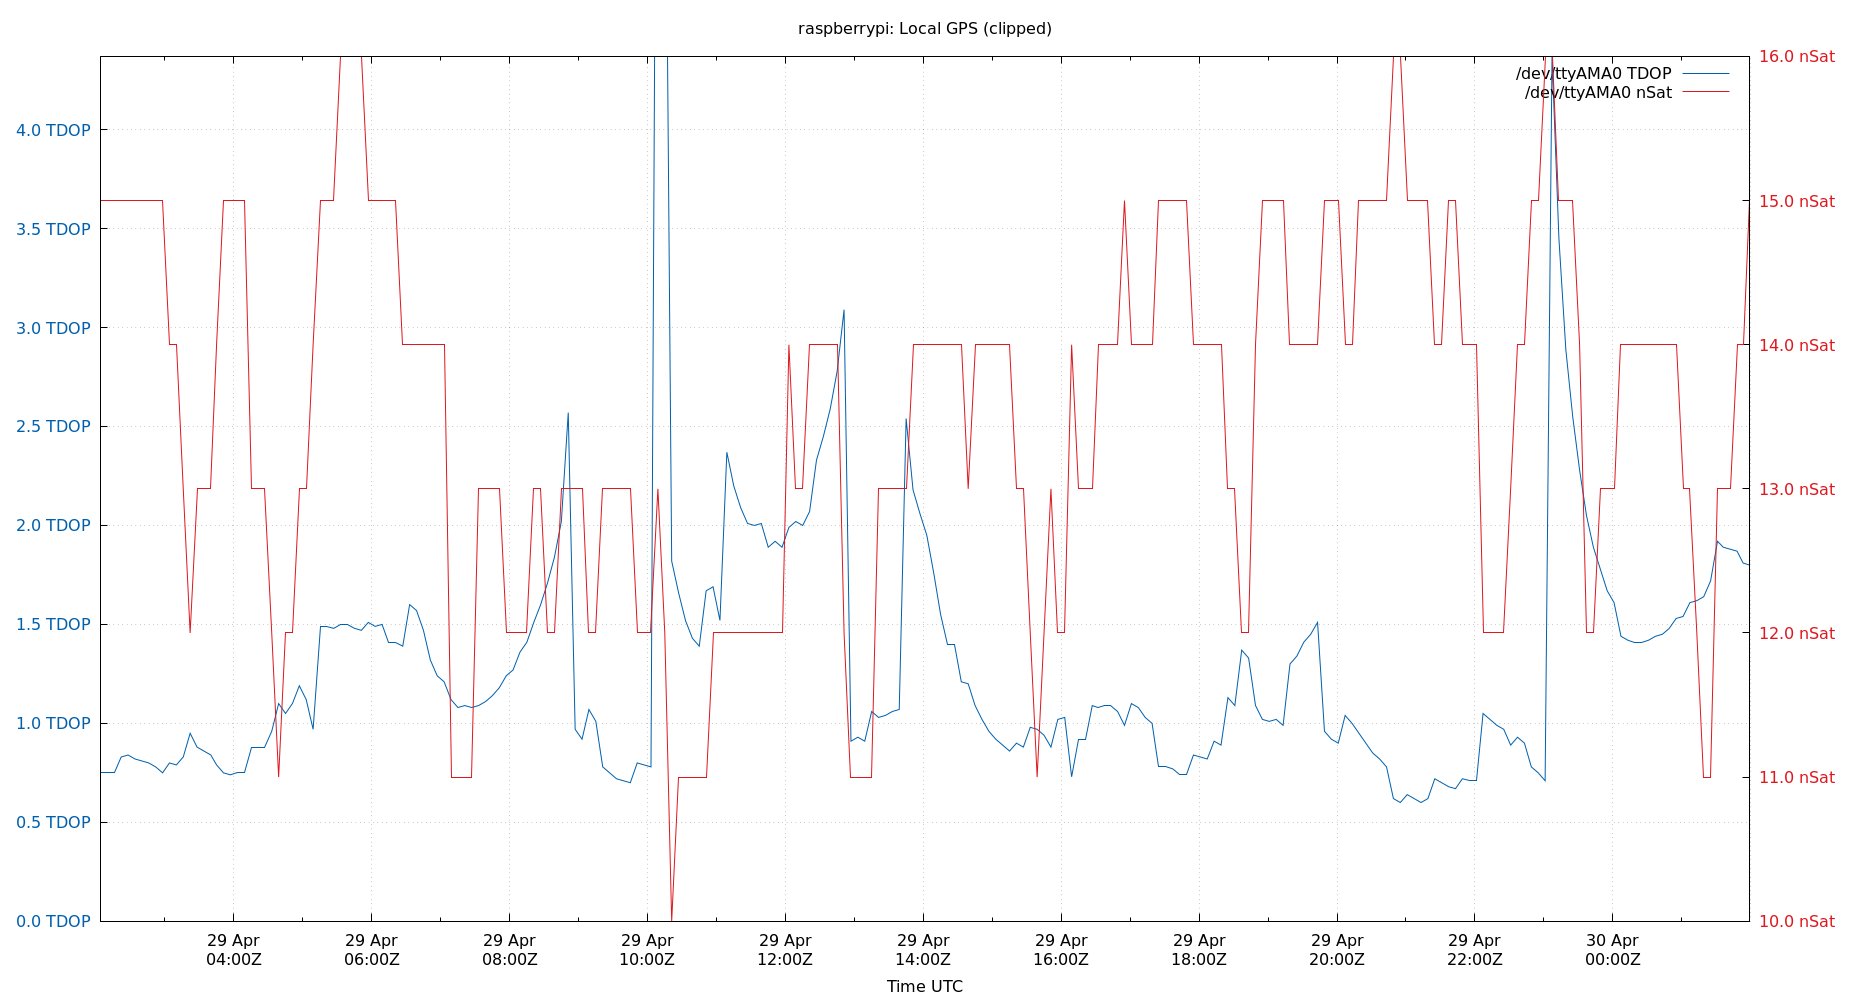 raspberrypi: Local GPS (clipped)
16.0 nSat
/dev/ttyAMA0 TDOP
/dev/ttyAMA0 nSat
4.0 TDOP
15.0 nSat
3.5 TDOP
3.0 TDOP
14.0 nSat
2.5 TDOP
13.0 nSat
2.0 TDOP
1.5 TDOP
12.0 nSat
1.0 TDOP
11.0 nSat
0.5 TDOP
0.0 TDOP
10.0 nSat
29 Apr 29 Apr 29 Apr 29 Apr 29 Apr 29 Apr 29 Apr 29 Apr 29 Apr 29 Apr 30 Apr
04:00Z 06:00Z 08:00Z 10:00Z 12:00Z 14:00Z 16:00Z 18:00Z 20:00Z 22:00Z 00:00Z
Time UTC